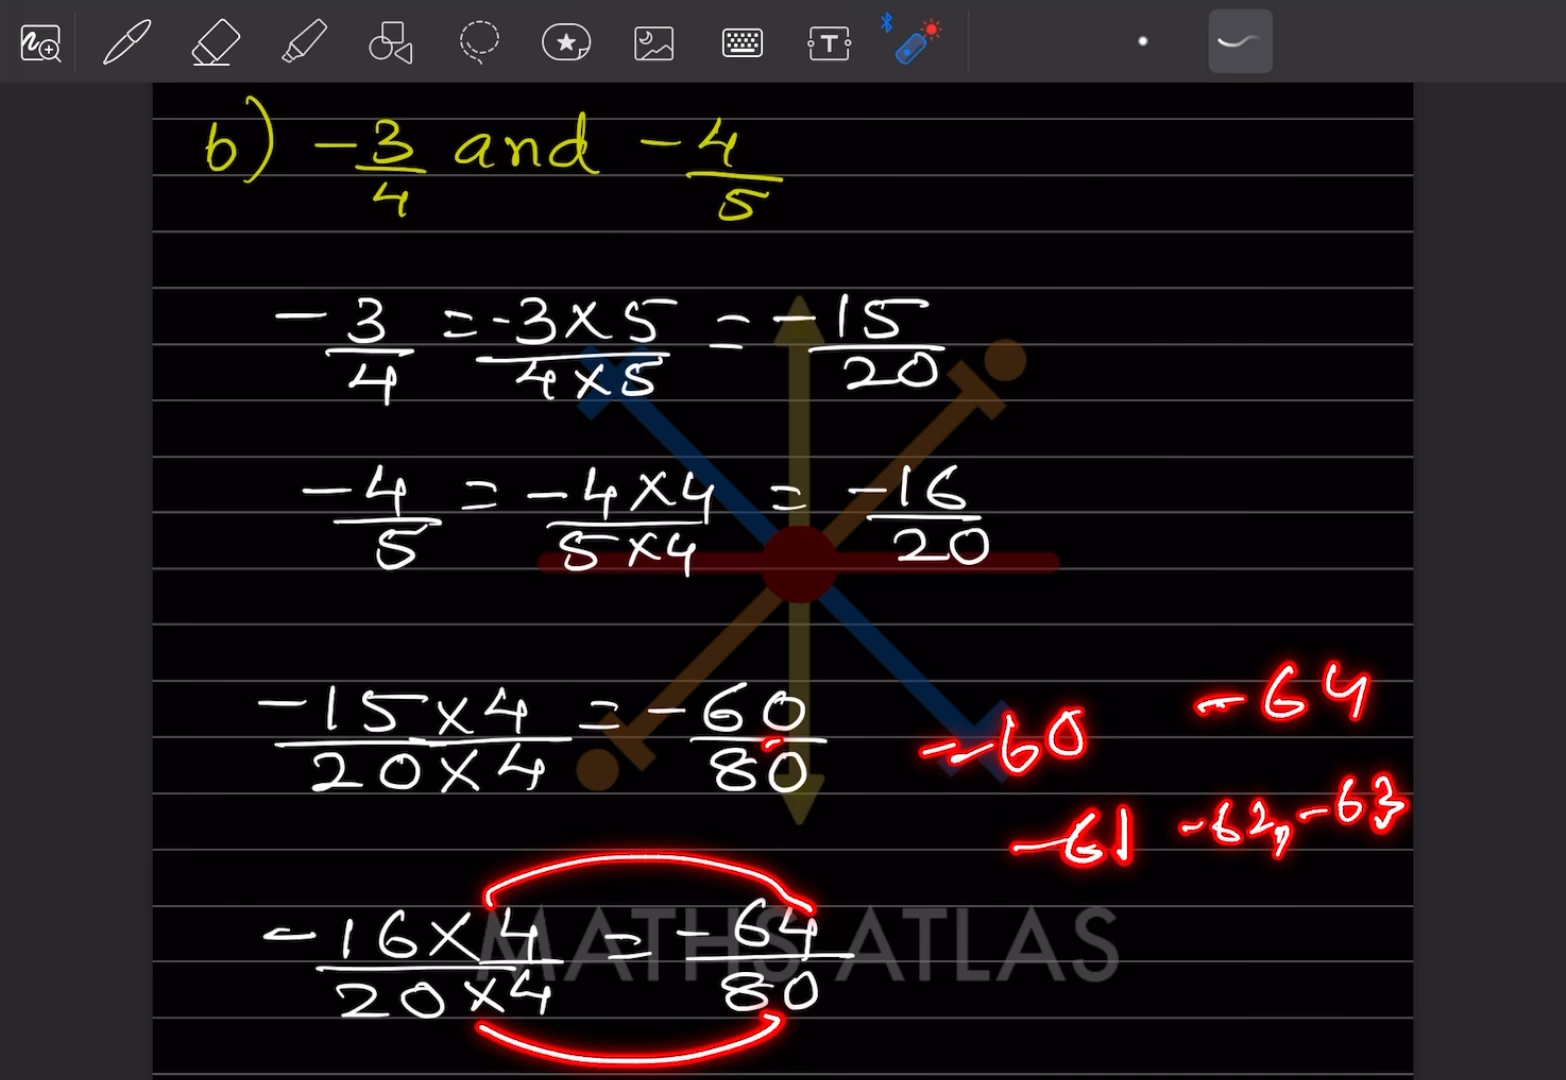 b) -3/4 and -4/5
-3/4 = -3×5/4×5 = -15/20
-4/5 = -4×4/5×4 = -16/20
-15×4/20×4 = -60/80
-60 -64
-61 -62, -63
-16×4/20×4 = -64/80
MATHS ATLAS